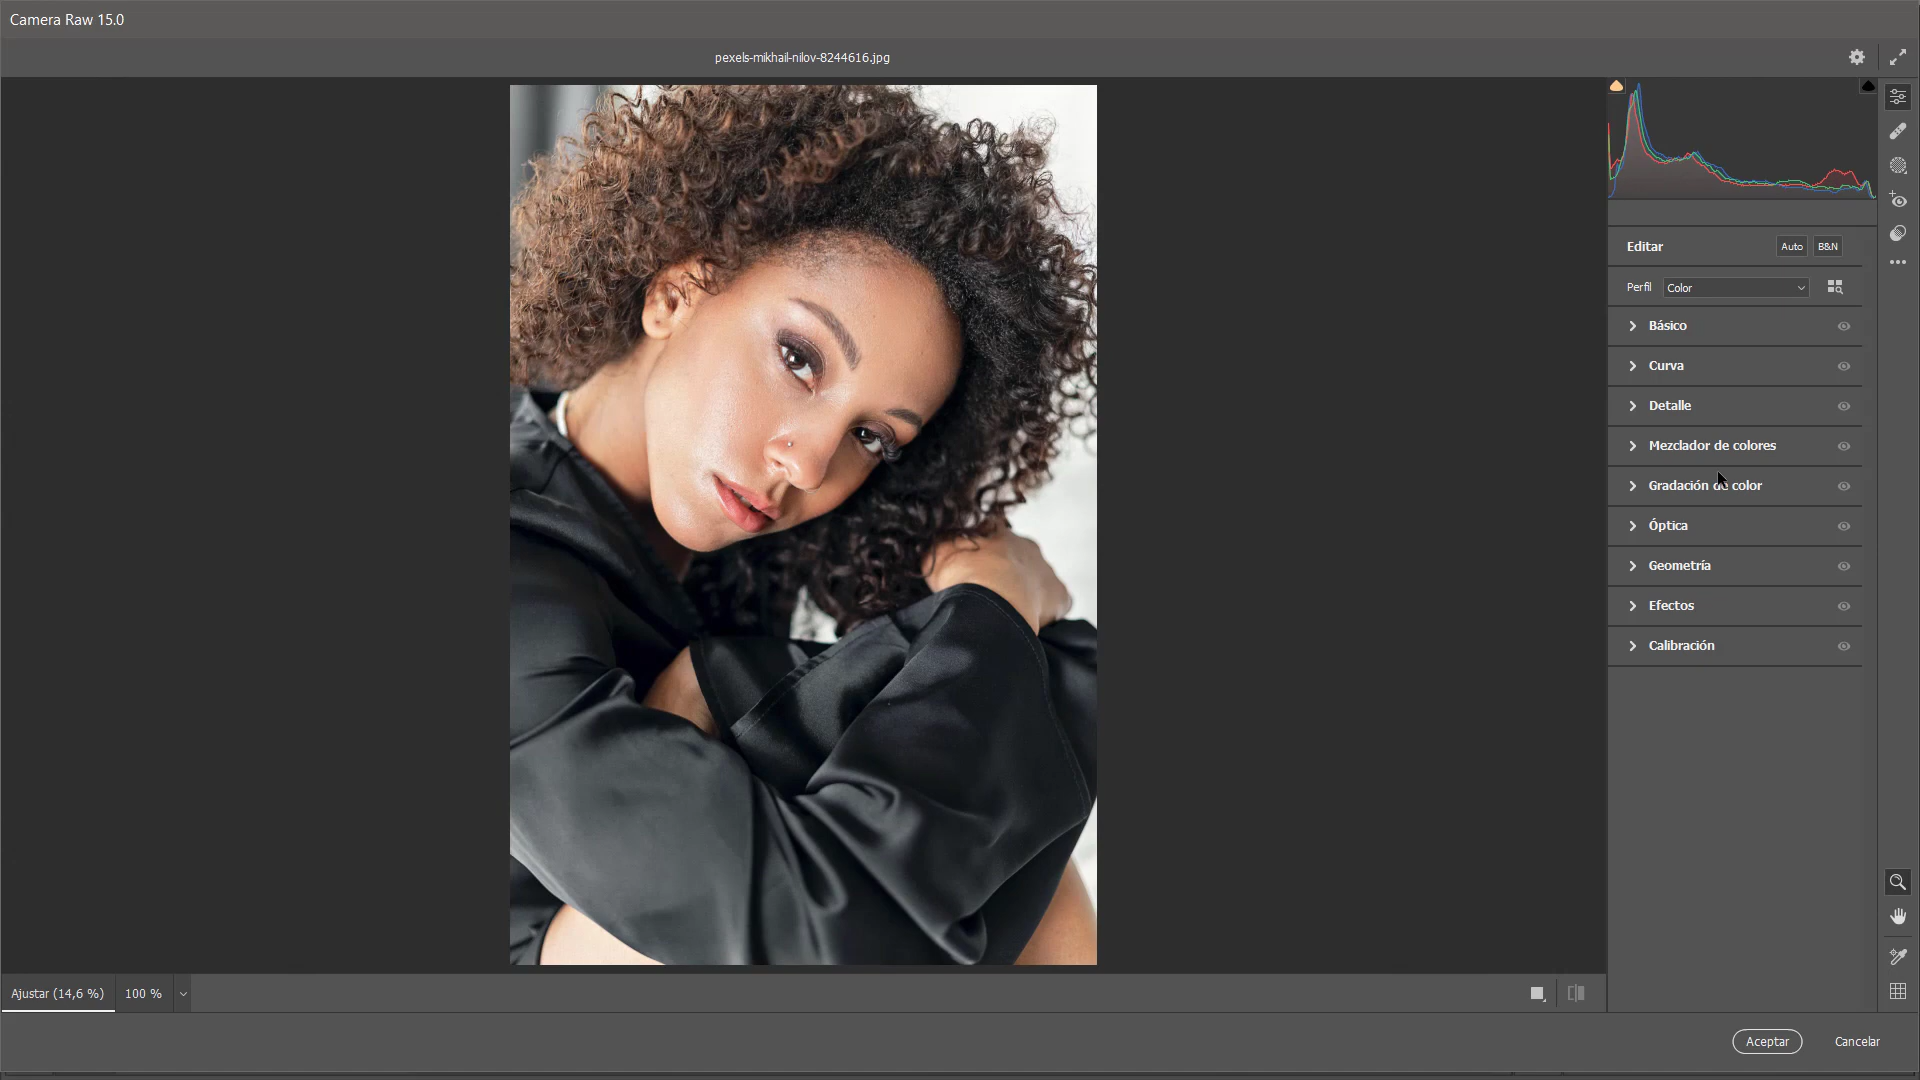 Camera Raw 15.0
pexels-mikhail-nilov-8244616.jpg
Editar
Auto
B&N
Perfil
Color
Básico
Curva
Detalle
Mezclador de colores
Gradación de color
Óptica
Geometría
Efectos
Calibración
Ajustar (14,6 %)
100 %
Aceptar
Cancelar